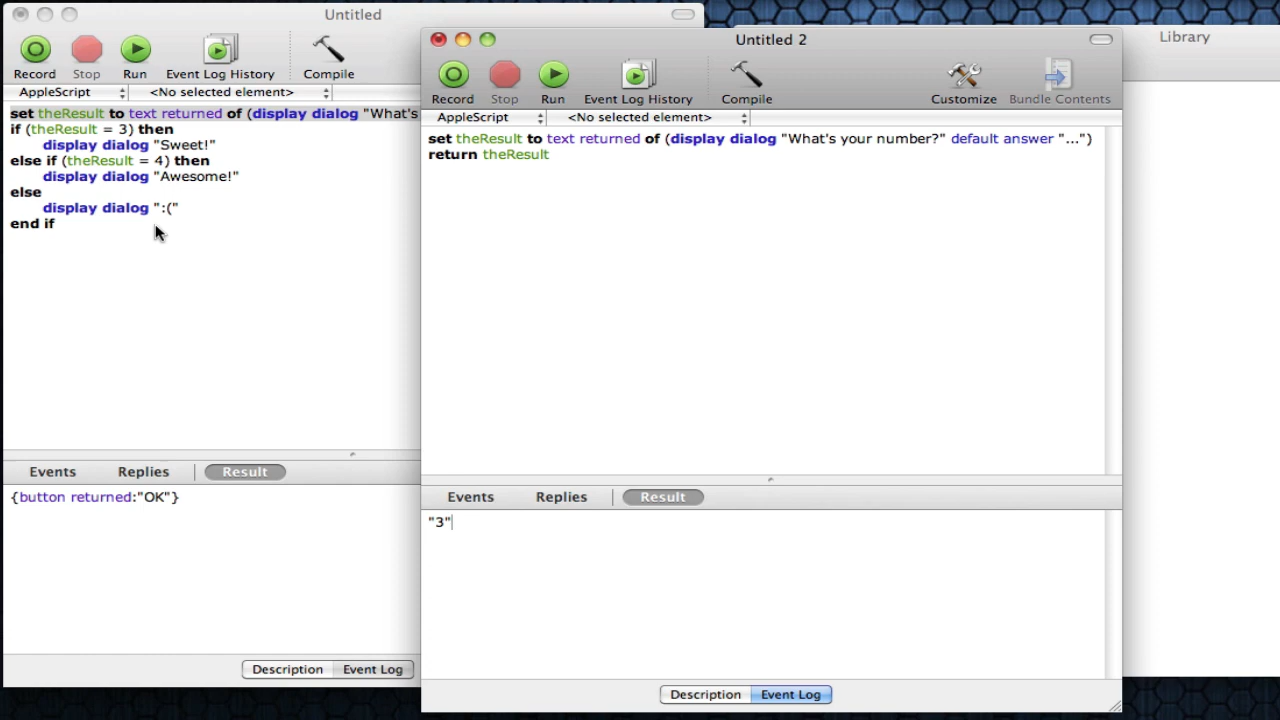 Untitled
Record Stop Run Event Log History Compile
AppleScript <No selected element>
set theResult to text returned of (display dialog "What's
if (theResult = 3) then
display dialog "Sweet!"
else if (theResult = 4) then
display dialog "Awesome!"
else
display dialog ":("
end if
Events Replies Result
{button returned:"OK"}
Description Event Log
Untitled 2
Record Stop Run Event Log History Compile Customize Bundle Contents
AppleScript <No selected element>
set theResult to text returned of (display dialog "What's your number?" default answer "...")
return theResult
Events Replies Result
"3"
Description Event Log
Library